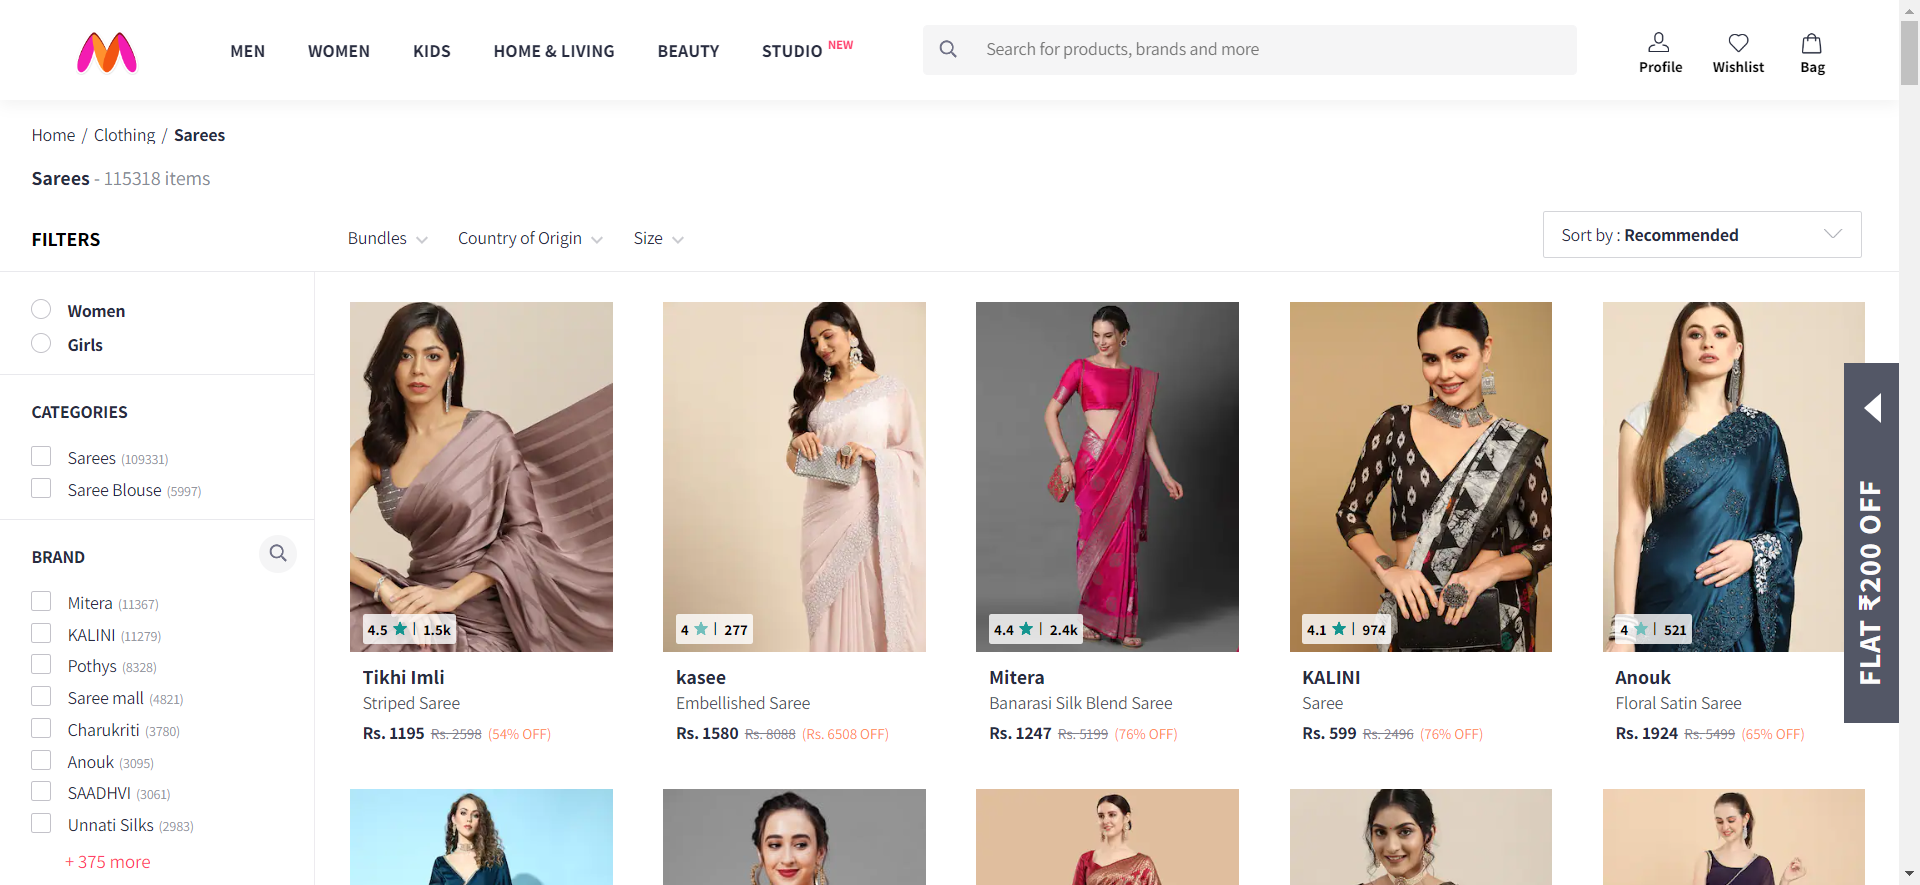 MEN WOMEN KIDS HOME & LIVING BEAUTY STUDIO NEW
Search for products, brands and more
Profile Wishlist Bag
Home / Clothing / Sarees
Sarees - 115318 items
FILTERS
Bundles Country of Origin Size
Sort by : Recommended
Women
Girls
CATEGORIES
Sarees (109331)
Saree Blouse (5997)
BRAND
Mitera (11367)
KALINI (11279)
Pothys (8328)
Saree mall (4821)
Charukriti (3780)
Anouk (3095)
SAADHVI (3061)
Unnati Silks (2983)
+ 375 more
4.5 | 1.5k
Tikhi Imli
Striped Saree
Rs. 1195 Rs. 2598 (54% OFF)
4 | 277
kasee
Embellished Saree
Rs. 1580 Rs. 8088 (Rs. 6508 OFF)
4.4 | 2.4k
Mitera
Banarasi Silk Blend Saree
Rs. 1247 Rs. 5199 (76% OFF)
4.1 | 974
KALINI
Saree
Rs. 599 Rs. 2496 (76% OFF)
4 | 521
Anouk
Floral Satin Saree
Rs. 1924 Rs. 5499 (65% OFF)
FLAT ₹200 OFF